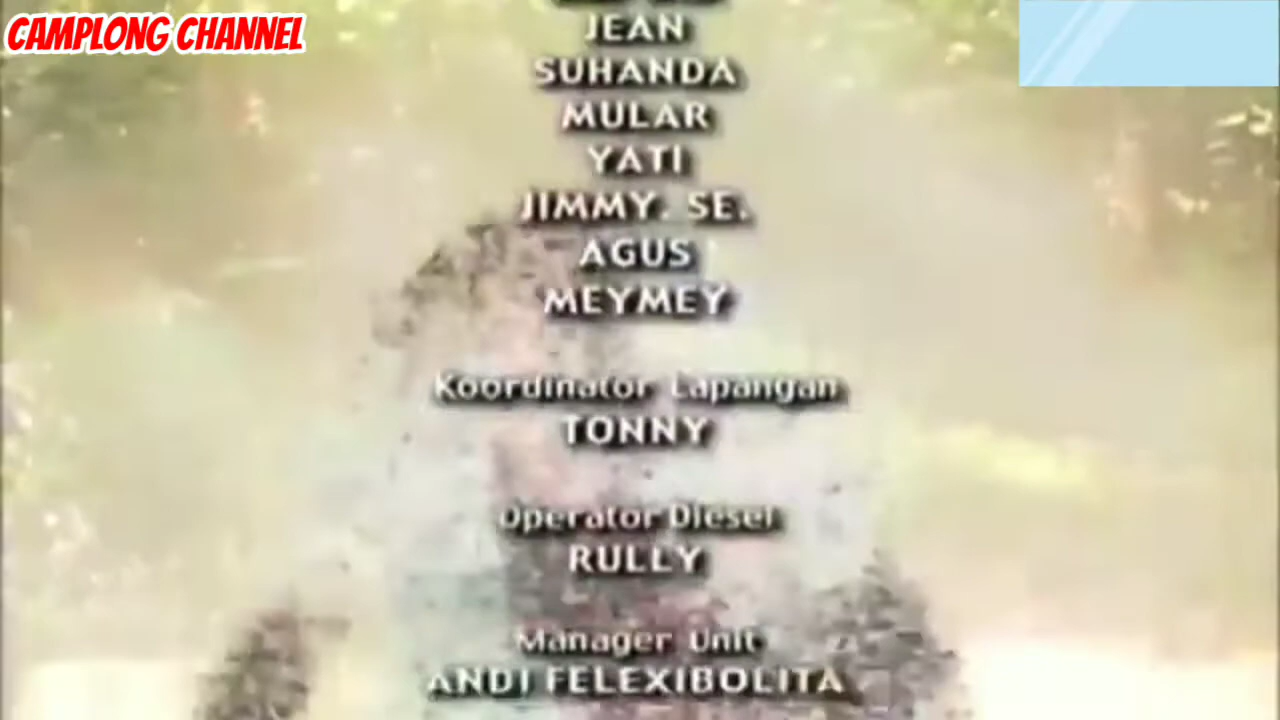 CAMPLONG CHANNEL
JEAN
SUHANDA
MULAR
YATI
JIMMY. SE.
AGUS
MEYMEY
Koordinator Lapangan
TONNY
Operator Diesel
RULLY
Manager Unit
ANDI FELEXIBOLITA